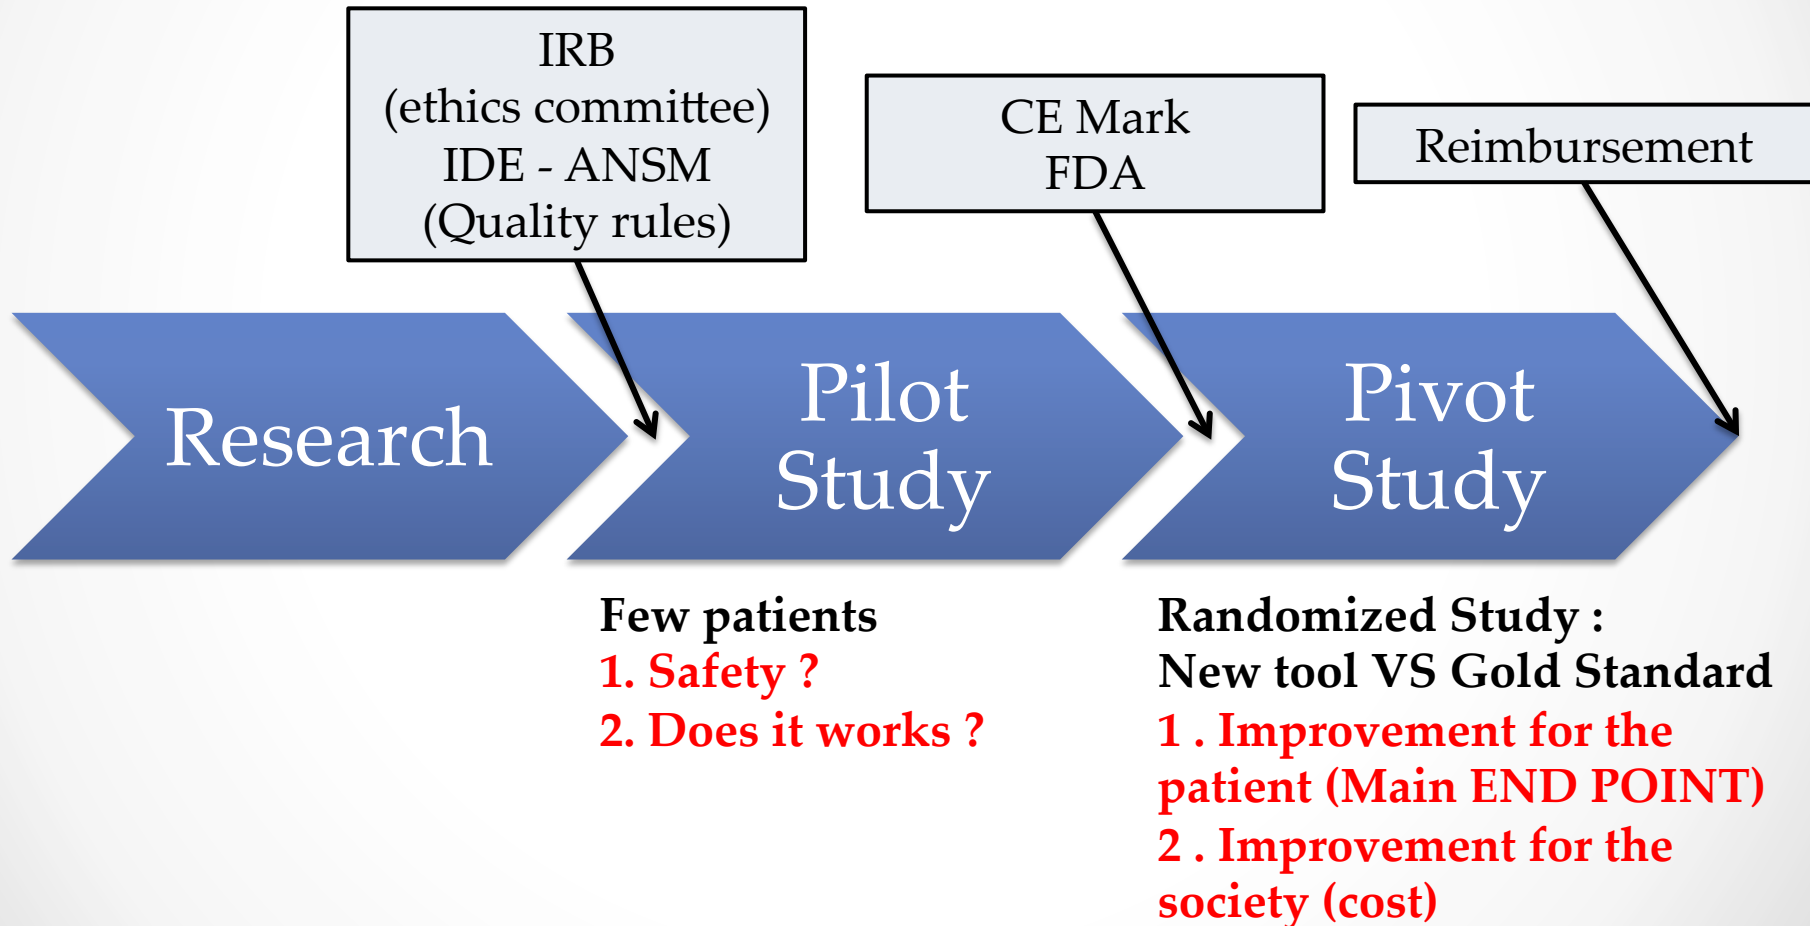 IRB
(ethics committee)
IDE - ANSM
(Quality rules)
CE Mark
FDA
Reimbursement
Research
Pilot
Study
Pivot
Study
Few patients
1. Safety ?
2. Does it works ?
Randomized Study :
New tool VS Gold Standard
1 . Improvement for the
patient (Main END POINT)
2 . Improvement for the
society (cost)